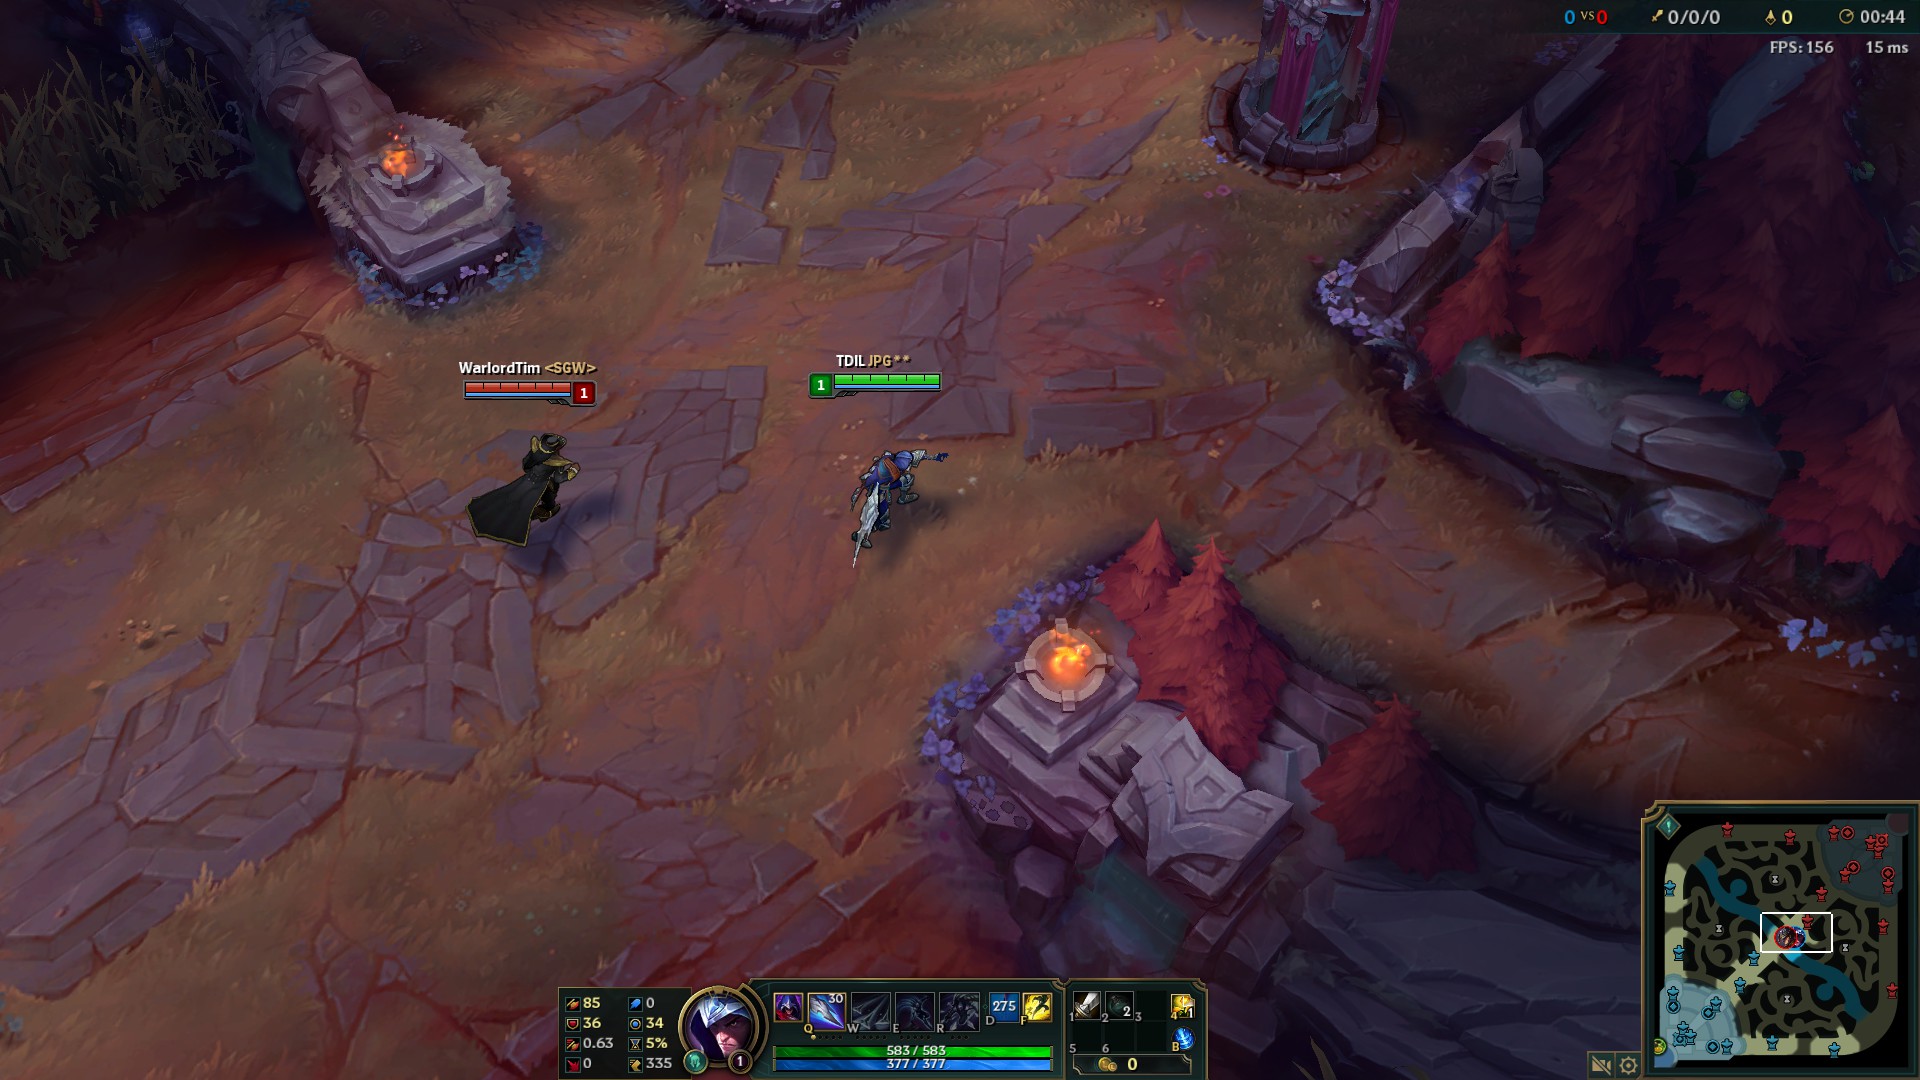 0 VS 0 0/0/0 0 00:44
FPS: 156 15 ms
WarlordTim <SGW>
1
TDIL JPG**
1
85 0
36 34
0.63 5%
0 335
1
30
Q W E R
275
D F
1 2 2 3 4 1
5 6 B
583 / 583
377 / 377
0